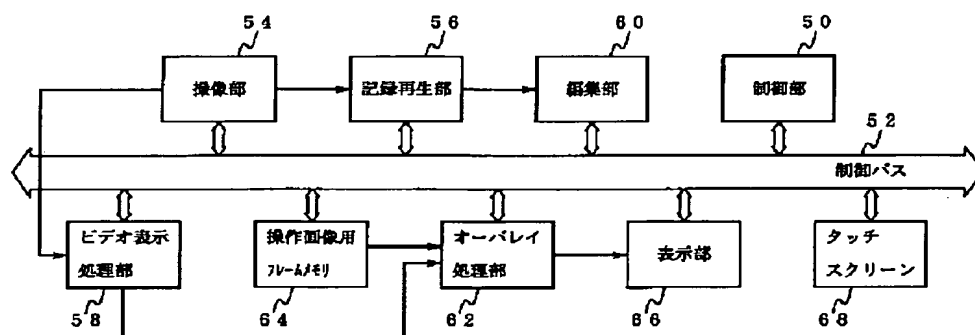 54
56
60
50
撮像部
記録再生部
編集部
制御部
52
制御バス
ビデオ表示
処理部
操作画像用
フレームメモリ
オーバレイ
処理部
表示部
タッチ
スクリーン
58
64
62
66
68